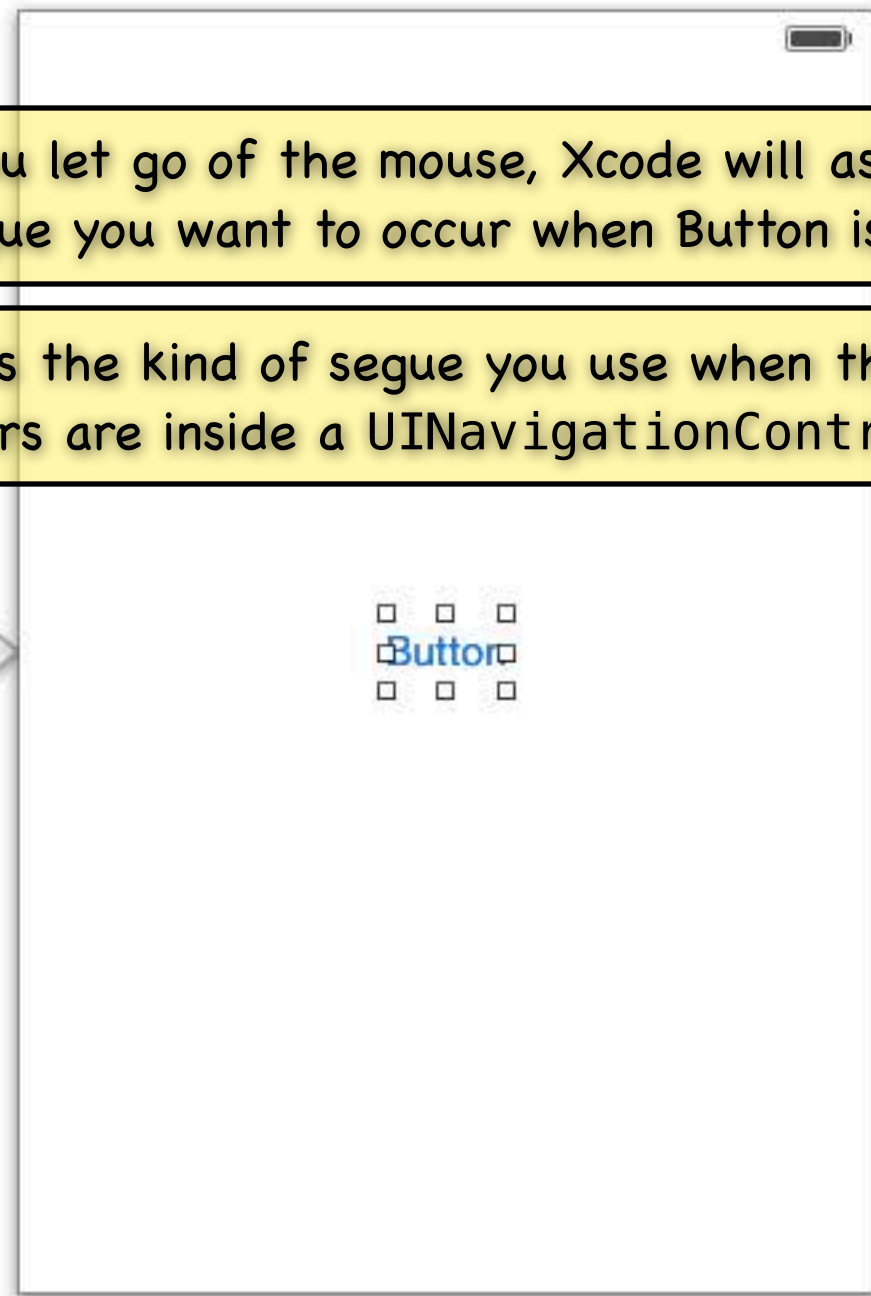 u let go of the mouse, Xcode will as
ue you want to occur when Button is
s the kind of segue you use when th
rs are inside a UINavigationContr
Button